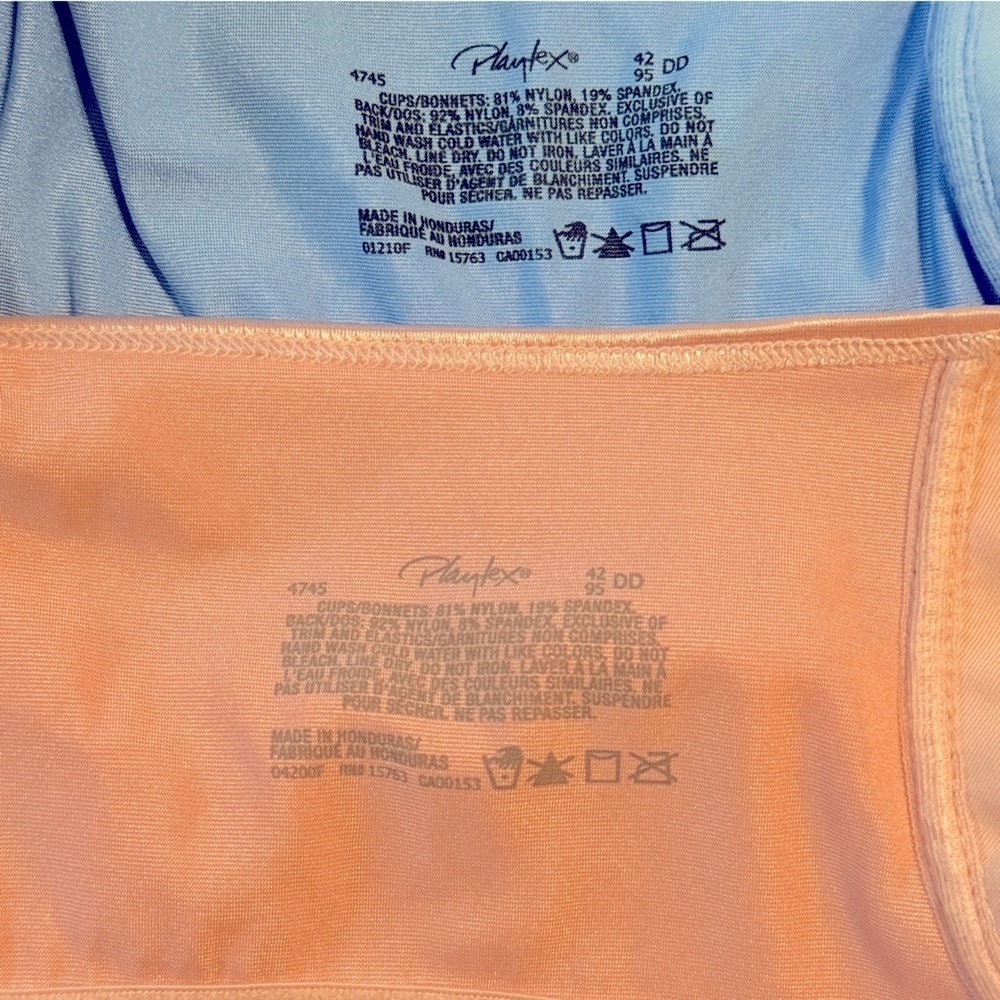 Playtex®
4745 42 95 DD
CUPS/BONNETS: 81% NYLON, 19% SPANDEX.
BACK/DOS: 92% NYLON, 8% SPANDEX, EXCLUSIVE OF
TRIM AND ELASTICS/GARNITURES NON COMPRISES.
HAND WASH COLD WATER WITH LIKE COLORS. DO NOT
BLEACH. LINE DRY. DO NOT IRON. LAVER À LA MAIN À
L'EAU FROIDE, AVEC DES COULEURS SIMILAIRES. NE
PAS UTILISER D'AGENT DE BLANCHIMENT. SUSPENDRE
POUR SÉCHER. NE PAS REPASSER.
MADE IN HONDURAS/
FABRIQUÉ AU HONDURAS
01210F RN# 15763 CA00153
Playtex®
4745 42 95 DD
CUPS/BONNETS: 81% NYLON, 19% SPANDEX.
BACK/DOS: 92% NYLON, 8% SPANDEX, EXCLUSIVE OF
TRIM AND ELASTICS/GARNITURES NON COMPRISES.
HAND WASH COLD WATER WITH LIKE COLORS. DO NOT
BLEACH. LINE DRY. DO NOT IRON. LAVER À LA MAIN À
L'EAU FROIDE, AVEC DES COULEURS SIMILAIRES. NE
PAS UTILISER D'AGENT DE BLANCHIMENT. SUSPENDRE
POUR SÉCHER. NE PAS REPASSER.
MADE IN HONDURAS/
FABRIQUÉ AU HONDURAS
04200F RN# 15763 CA00153